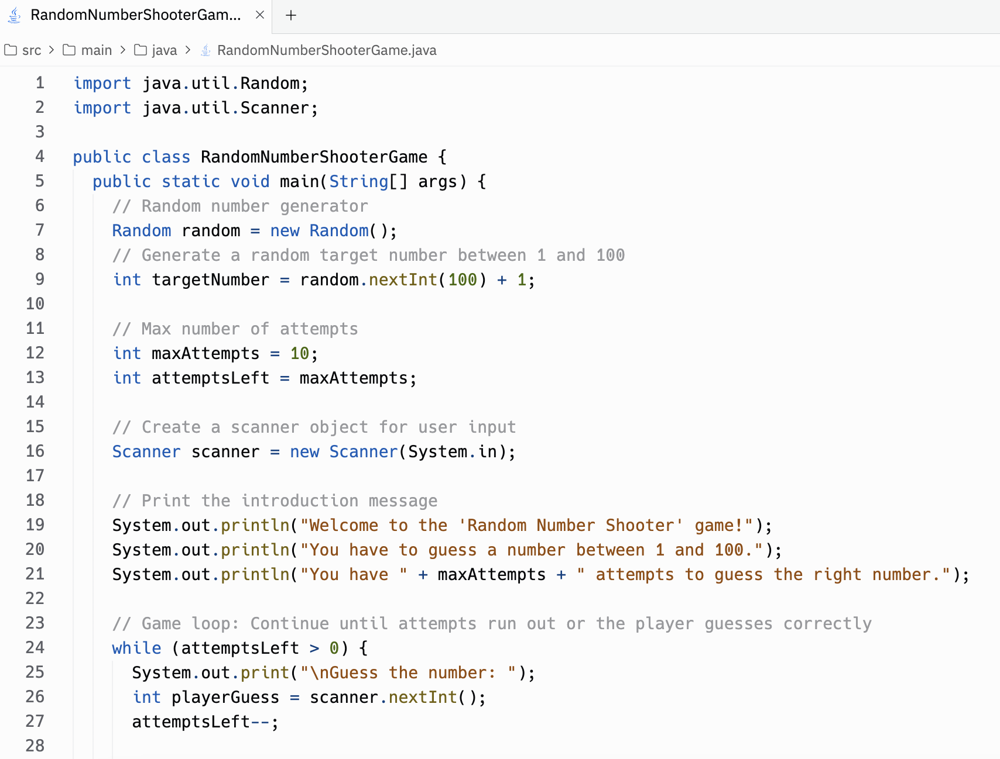 RandomNumberShooterGam...
src > main > java > RandomNumberShooterGame.java
1 import java.util.Random;
2 import java.util.Scanner;
3
4 public class RandomNumberShooterGame {
5   public static void main(String[] args) {
6     // Random number generator
7     Random random = new Random();
8     // Generate a random target number between 1 and 100
9     int targetNumber = random.nextInt(100) + 1;
10
11     // Max number of attempts
12     int maxAttempts = 10;
13     int attemptsLeft = maxAttempts;
14
15     // Create a scanner object for user input
16     Scanner scanner = new Scanner(System.in);
17
18     // Print the introduction message
19     System.out.println("Welcome to the 'Random Number Shooter' game!");
20     System.out.println("You have to guess a number between 1 and 100.");
21     System.out.println("You have " + maxAttempts + " attempts to guess the right number.");
22
23     // Game loop: Continue until attempts run out or the player guesses correctly
24     while (attemptsLeft > 0) {
25       System.out.print("\nGuess the number: ");
26       int playerGuess = scanner.nextInt();
27       attemptsLeft--;
28